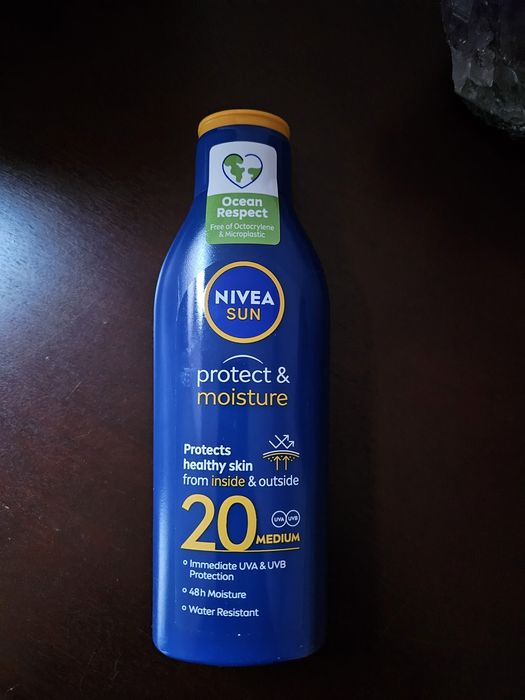 Ocean
Respect
Free of Octocrylene
& Microplastic
NIVEA
SUN
protect &
moisture
Protects
healthy skin
from inside & outside
20
UVA UVB
MEDIUM
Immediate UVA & UVB
Protection
48h Moisture
Water Resistant